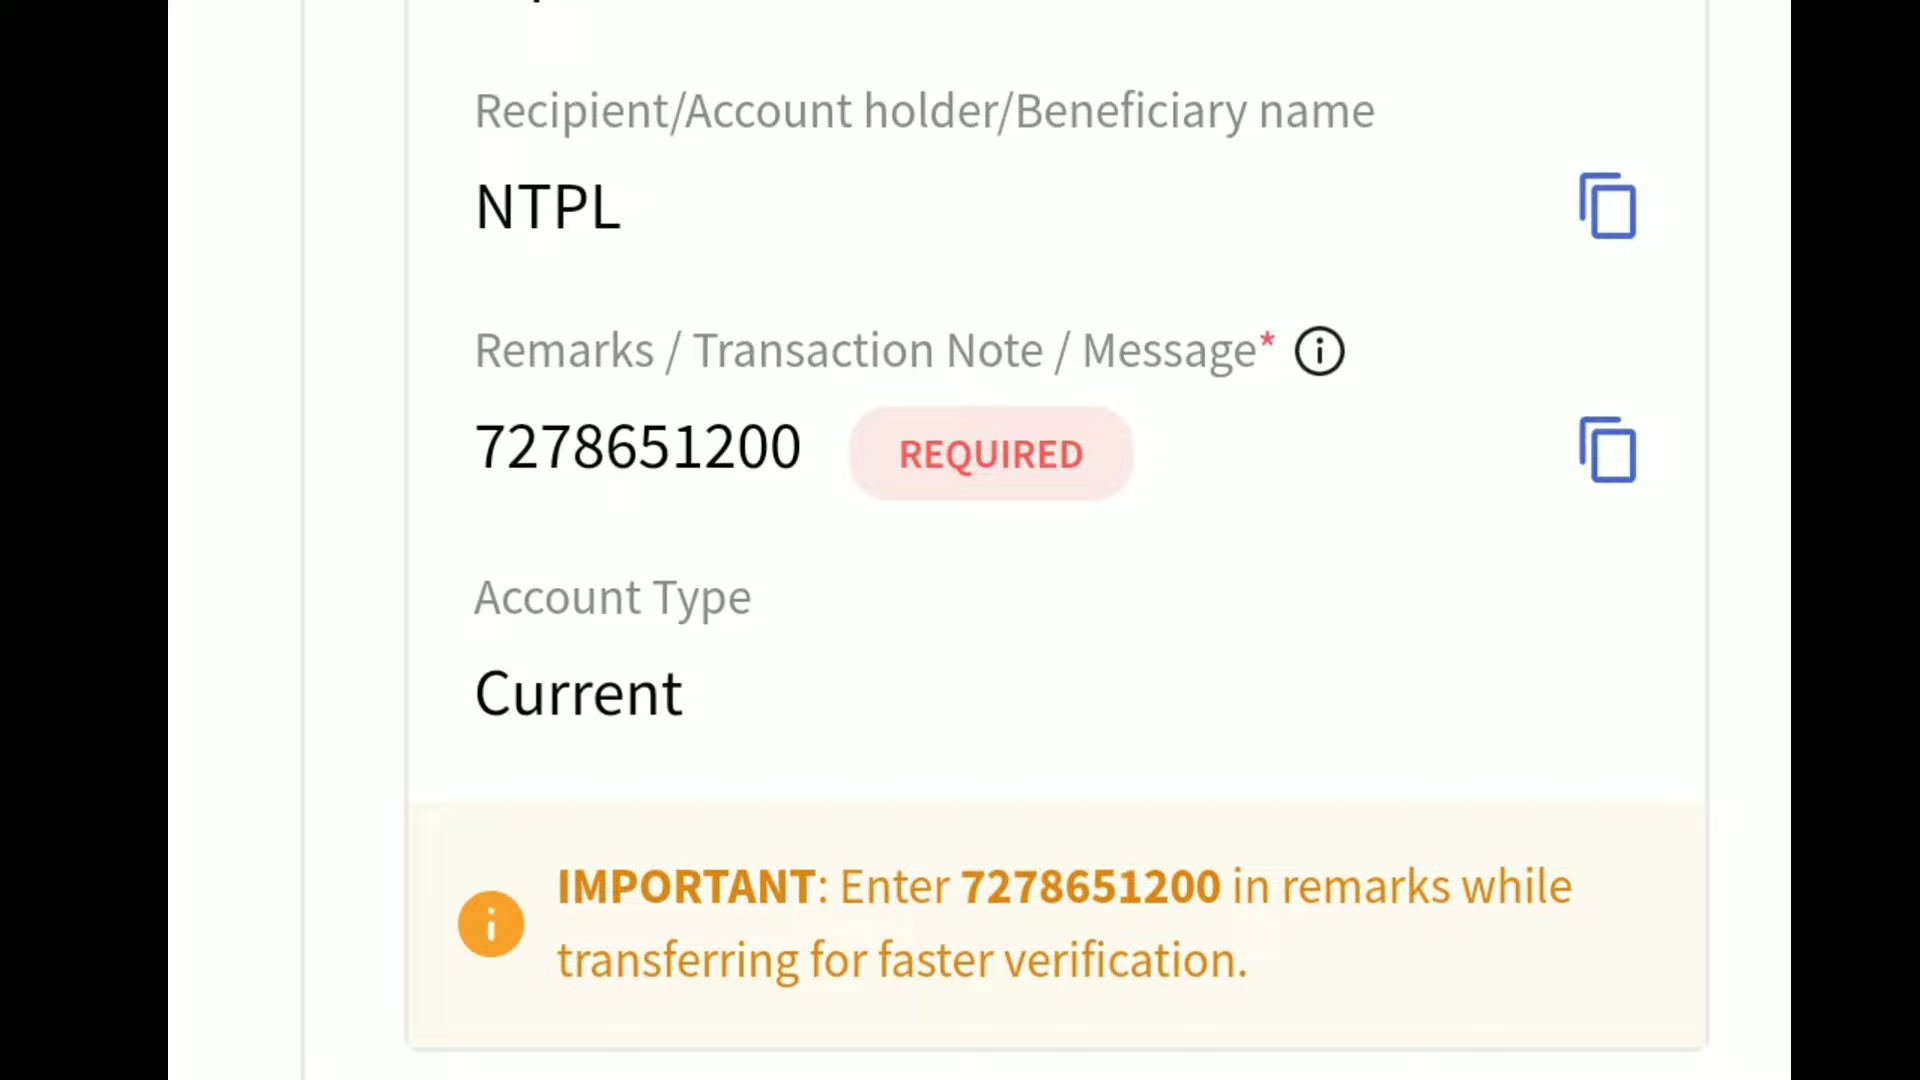 Recipient/Account holder/Beneficiary name
NTPL
Remarks / Transaction Note / Message*
7278651200 REQUIRED
Account Type
Current
IMPORTANT: Enter 7278651200 in remarks while
transferring for faster verification.